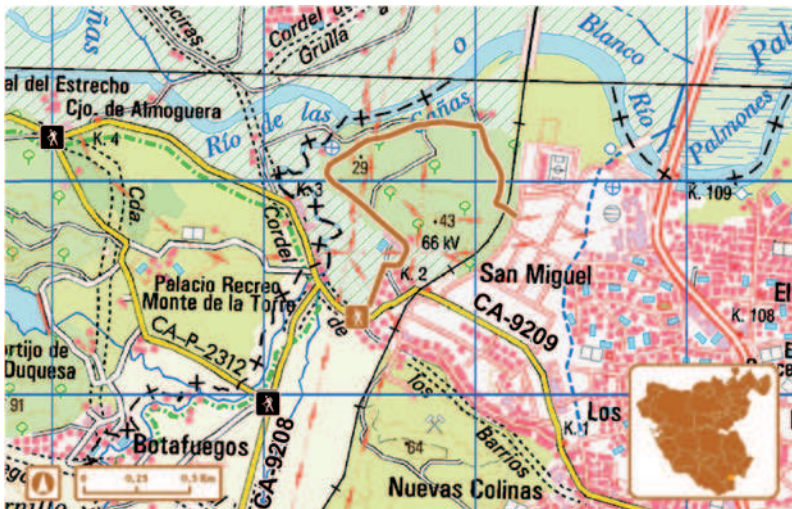 Cordel de
Grulla
Blanco
Río
Palmones
al del Estrecho
Cjo. de Almoguera
K. 4
Río de las Cañas
29
K. 3
Cordel
Cda.
+43
66 kV
K. 2
K. 109
San Miguel
Palacio Recreo
Monte de la Torre
de
CA-9209
K. 108
El
CA-P-2312
ortijo de
Duquesa
91
los
Barrios
Los
K. 1
Botafuegos
CA-9208
64
Nuevas Colinas
0
0,25
0,5 Km